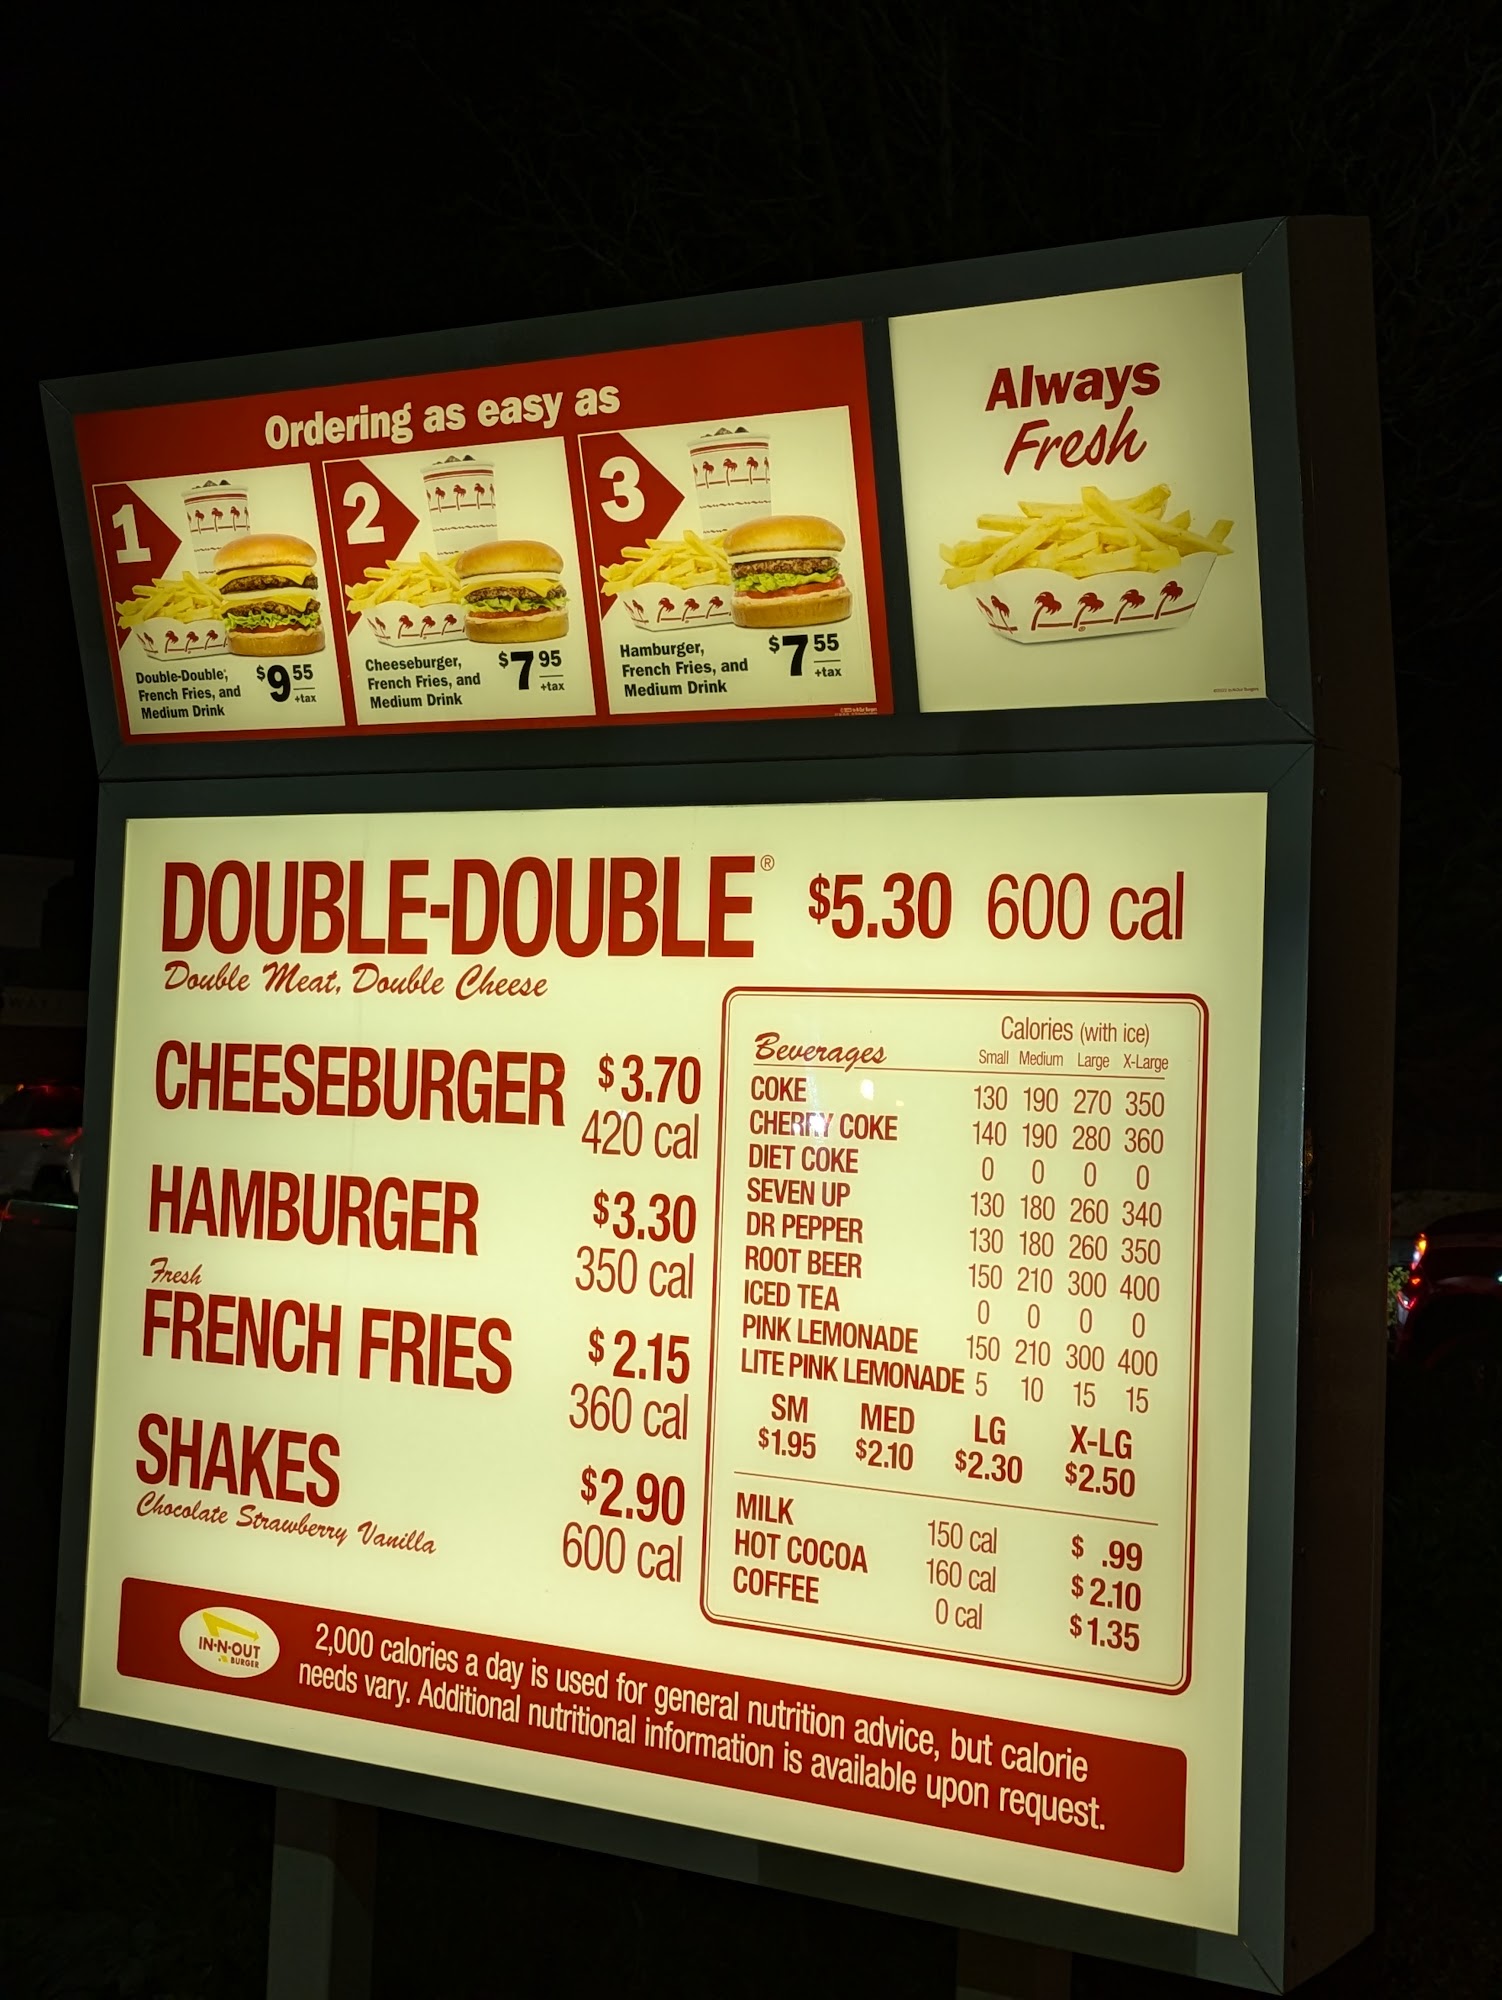 Ordering as easy as
1
Double-Double®,
French Fries, and
Medium Drink
$9 55
+tax
2
Cheeseburger,
French Fries, and
Medium Drink
$7 95
+tax
3
Hamburger,
French Fries, and
Medium Drink
$7 55
+tax
Always
Fresh
DOUBLE-DOUBLE® $5.30 600 cal
Double Meat, Double Cheese
CHEESEBURGER $3.70
420 cal
HAMBURGER $3.30
350 cal
Fresh
FRENCH FRIES $2.15
360 cal
SHAKES $2.90
Chocolate Strawberry Vanilla 600 cal
Calories (with ice)
Beverages Small Medium Large X-Large
COKE 130 190 270 350
CHERRY COKE 140 190 280 360
DIET COKE 0 0 0 0
SEVEN UP 130 180 260 340
DR PEPPER 130 180 260 350
ROOT BEER 150 210 300 400
ICED TEA 0 0 0 0
PINK LEMONADE 150 210 300 400
LITE PINK LEMONADE 5 10 15 15
SM MED LG X-LG
$1.95 $2.10 $2.30 $2.50
MILK 150 cal $ .99
HOT COCOA 160 cal $2.10
COFFEE 0 cal $1.35
IN-N-OUT
BURGER
2,000 calories a day is used for general nutrition advice, but calorie
needs vary. Additional nutritional information is available upon request.